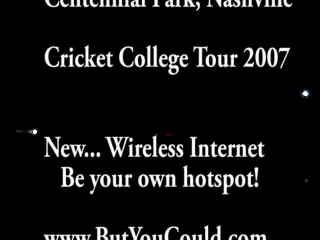 Centennial Park, Nashville
Cricket College Tour 2007
New... Wireless Internet
Be your own hotspot!
www.ButYouCould.com